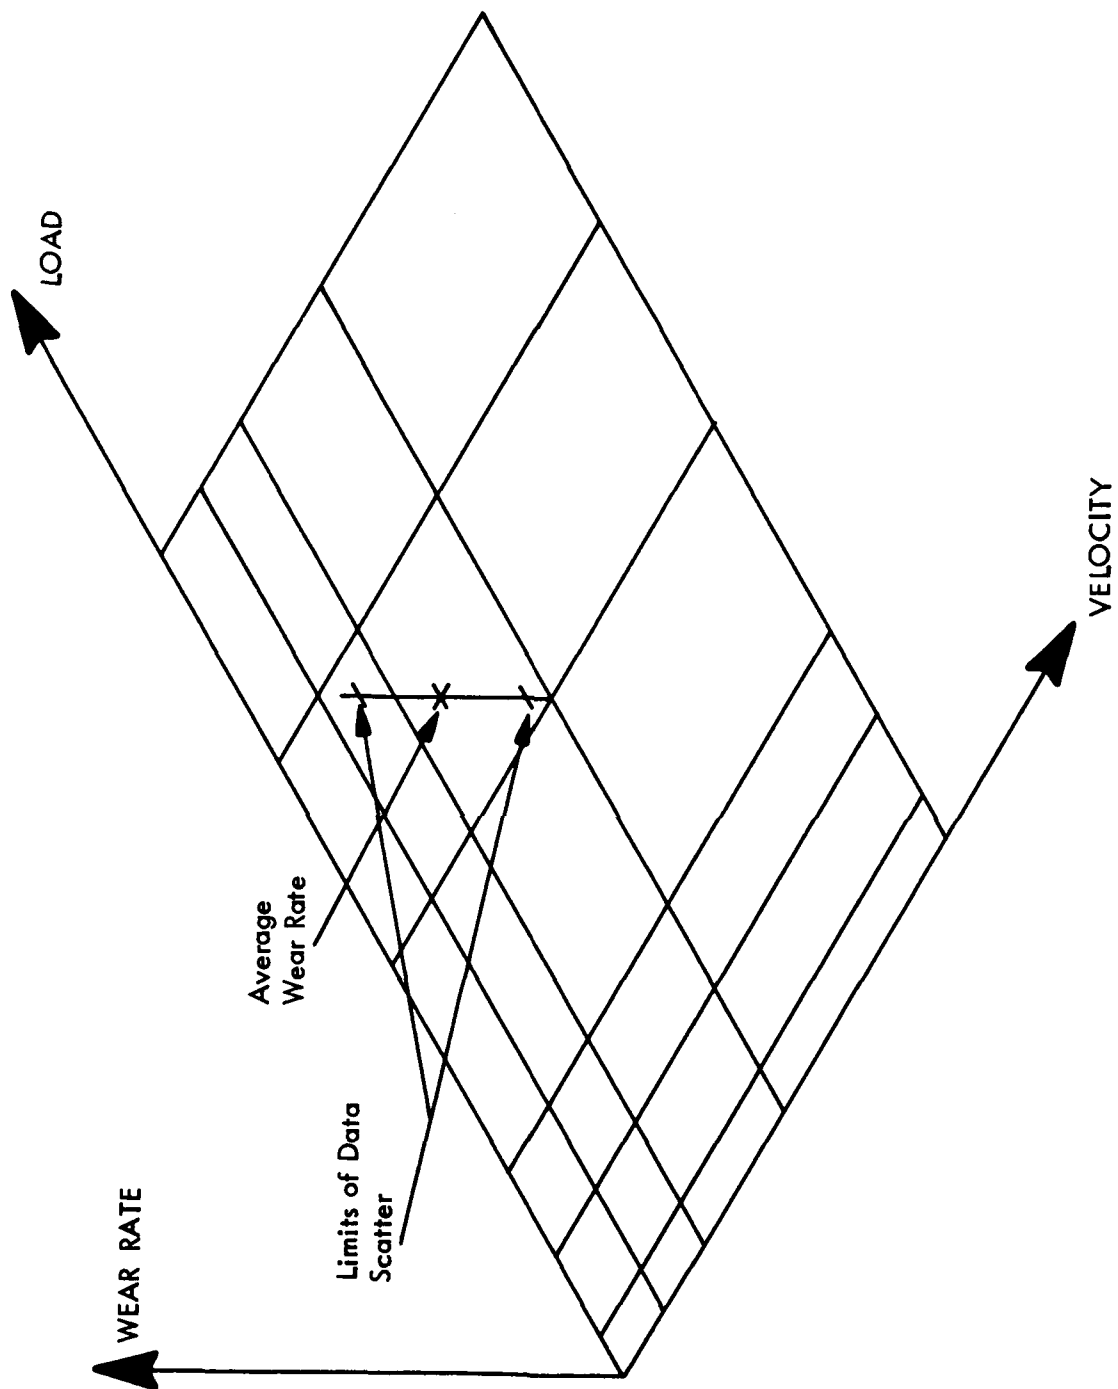 WEAR RATE
LOAD
Average
Wear Rate
Limits of Data
Scatter
VELOCITY